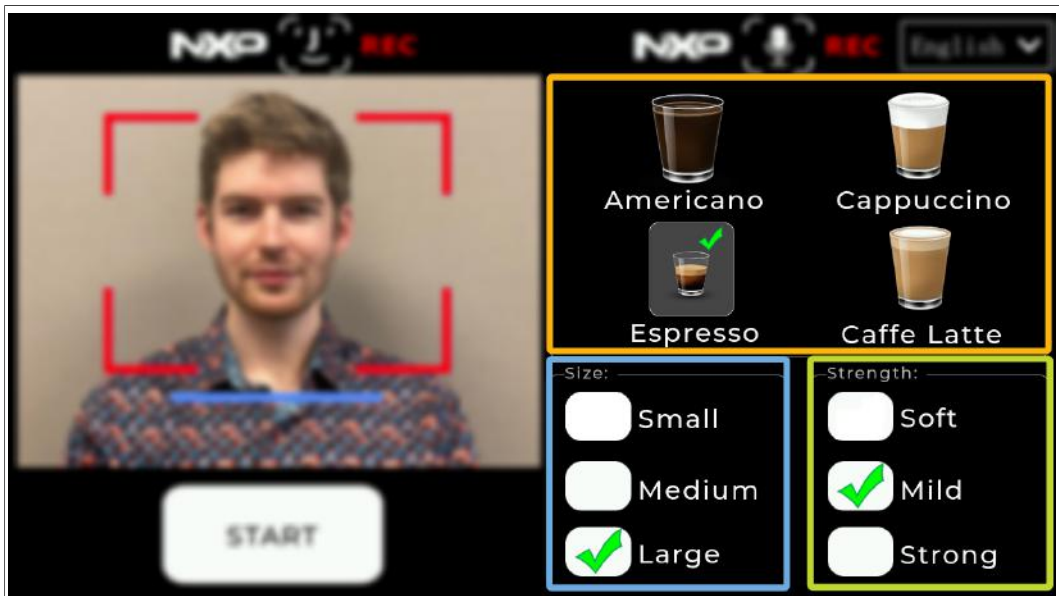 NXP REC
NXP REC English
Americano Cappuccino
Espresso Caffe Latte
Size: Strength:
Small Soft
Medium Mild
Large Strong
START